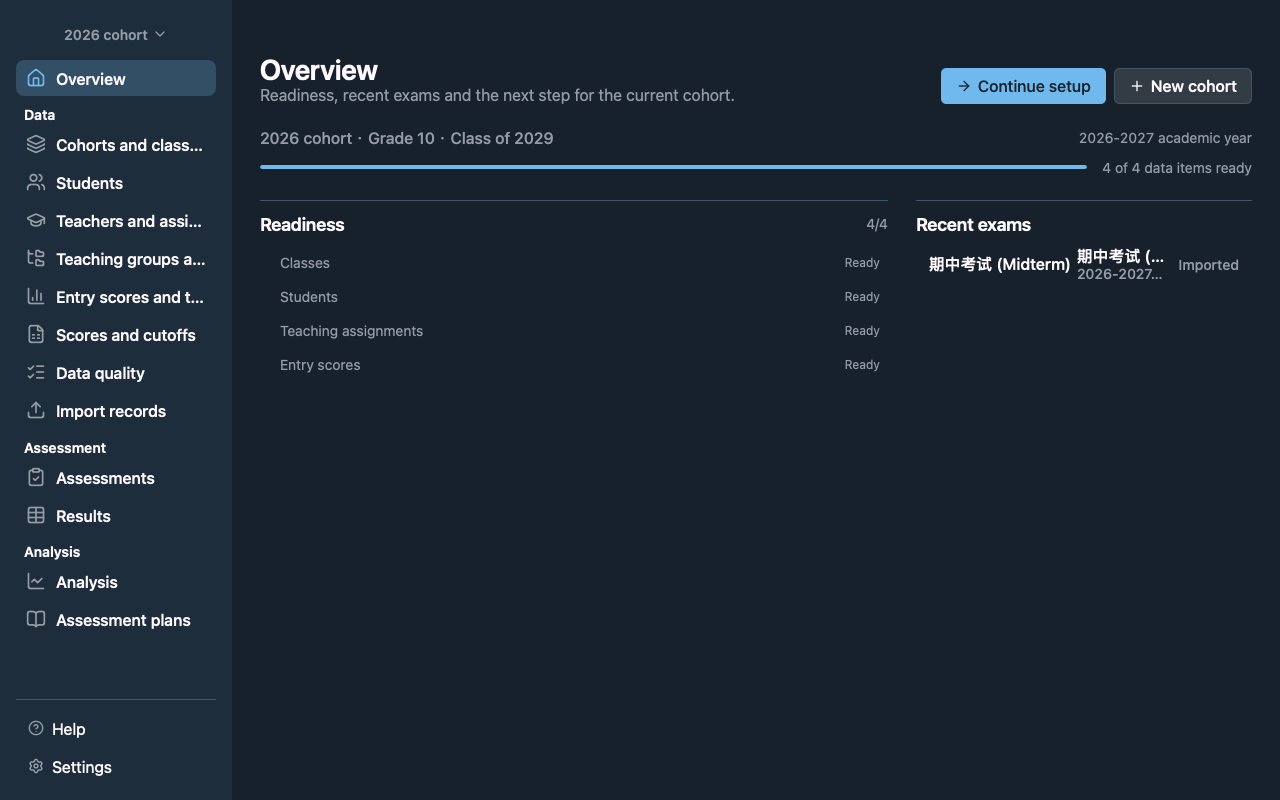 2026 cohort
Overview
Data
Cohorts and class...
Students
Teachers and assi...
Teaching groups a...
Entry scores and t...
Scores and cutoffs
Data quality
Import records
Assessment
Assessments
Results
Analysis
Analysis
Assessment plans
Help
Settings
Overview
Readiness, recent exams and the next step for the current cohort.
Continue setup
New cohort
2026 cohort · Grade 10 · Class of 2029
2026-2027 academic year
4 of 4 data items ready
Readiness
4/4
Classes
Ready
Students
Ready
Teaching assignments
Ready
Entry scores
Ready
Recent exams
期中考试 (Midterm)
期中考试 (...
2026-2027...
Imported